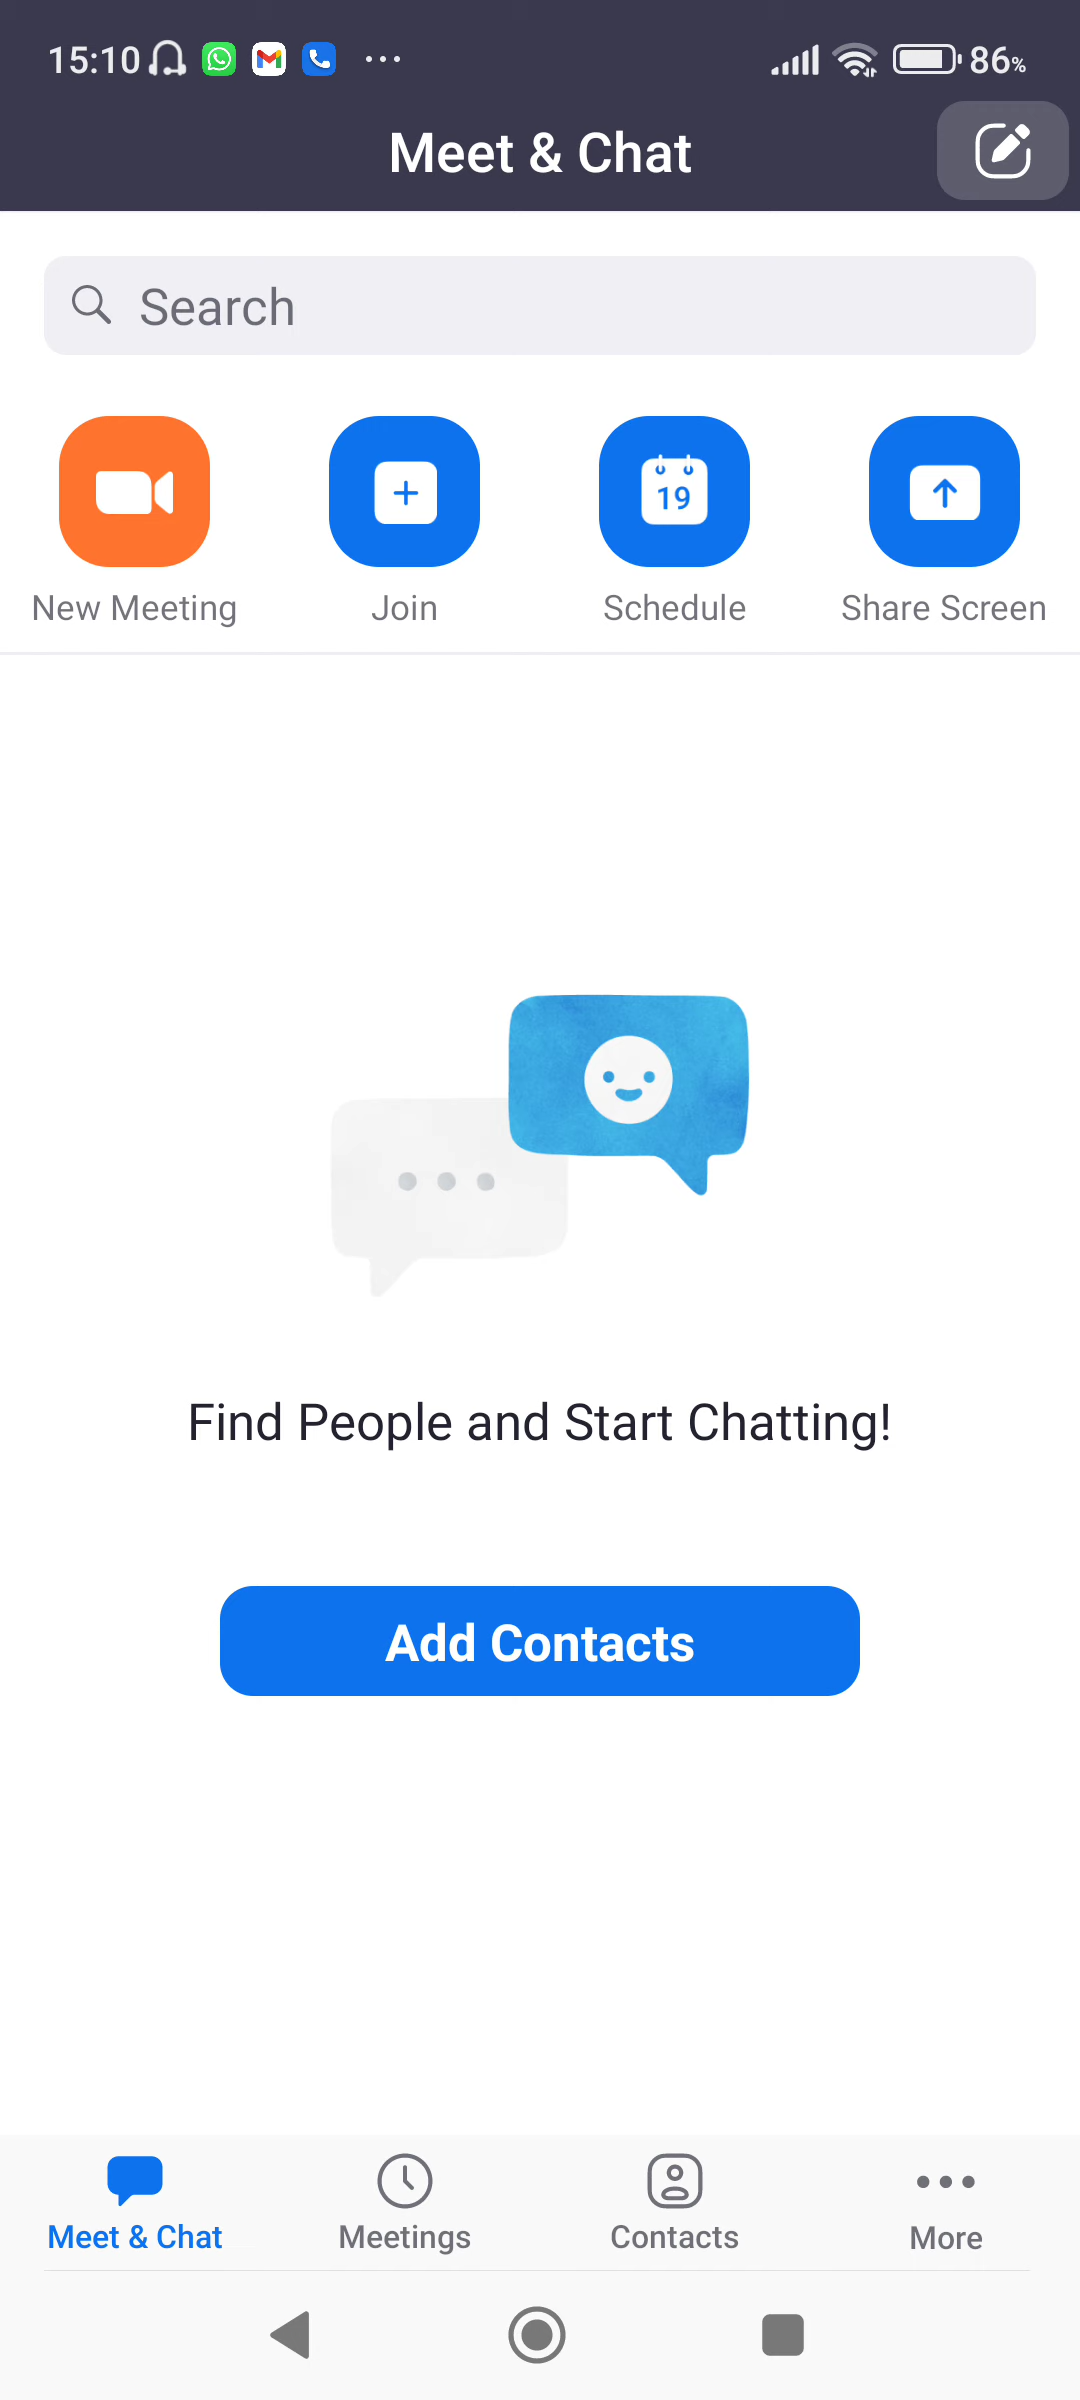 15:10 86%
Meet & Chat
Search
19
New Meeting Join Schedule Share Screen
Find People and Start Chatting!
Add Contacts
Meet & Chat Meetings Contacts More